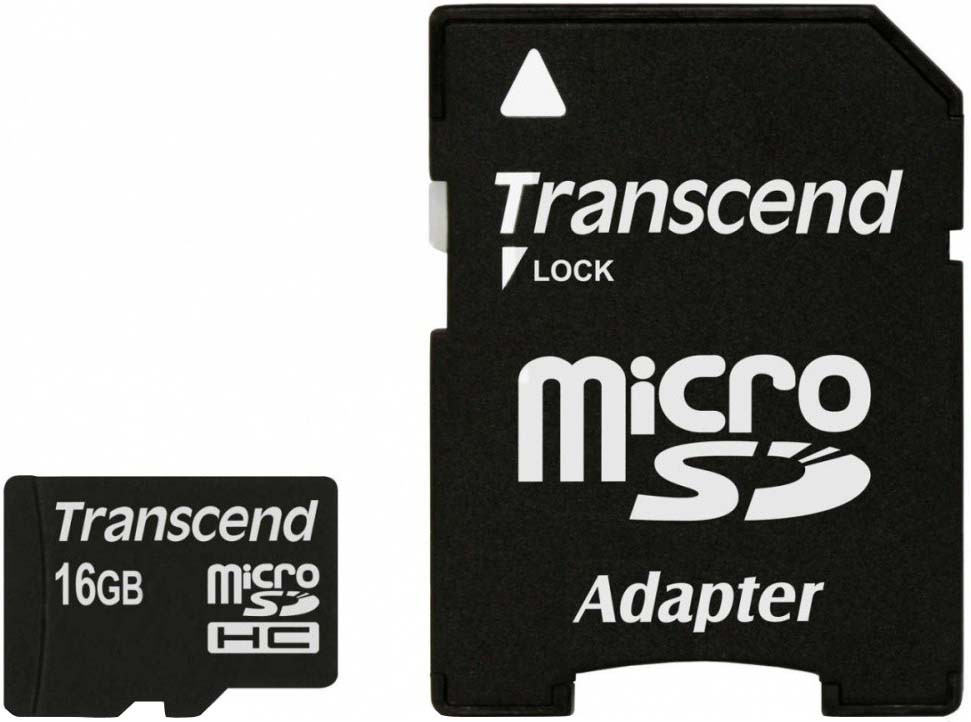 Transcend
LOCK
micro
SD
Adapter
Transcend
16GB
micro
SD
HC